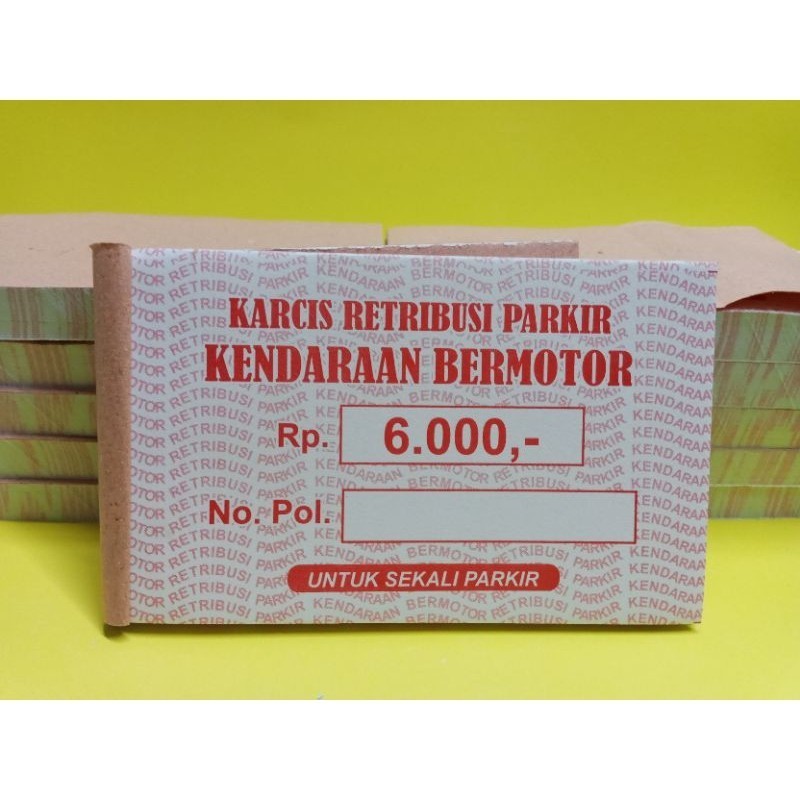 KARCIS RETRIBUSI PARKIR
KENDARAAN BERMOTOR
Rp. 6.000,-
No. Pol.
UNTUK SEKALI PARKIR